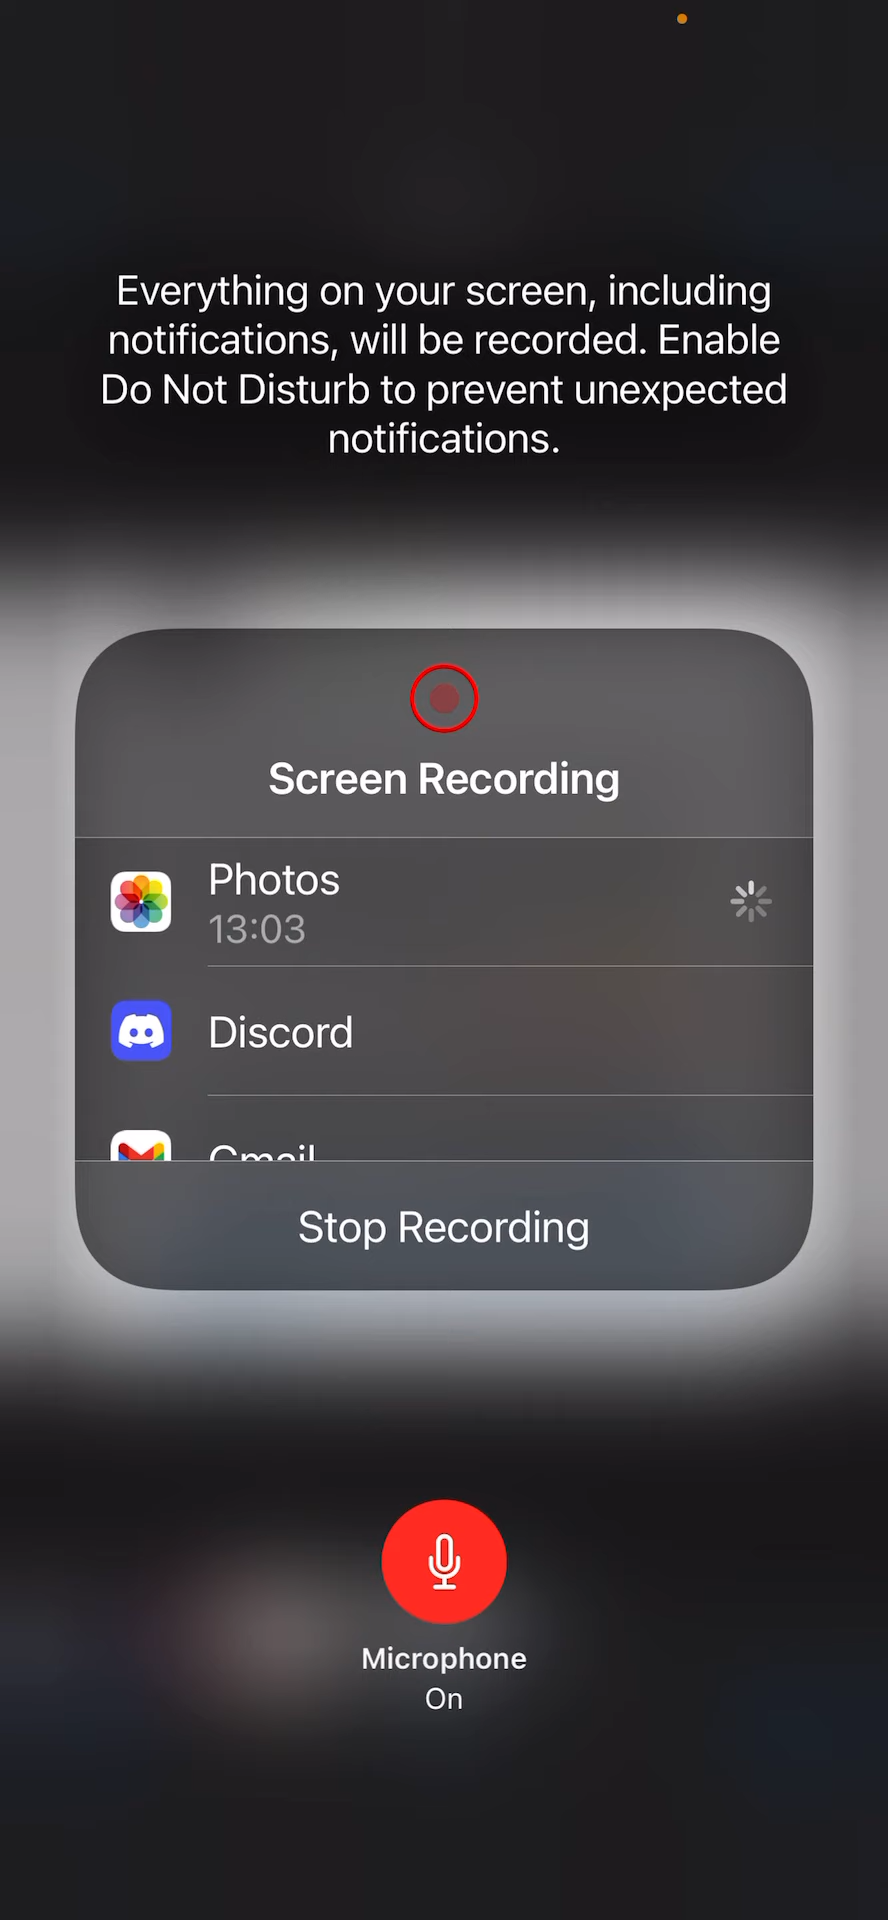 Everything on your screen, including
notifications, will be recorded. Enable
Do Not Disturb to prevent unexpected
notifications.
Screen Recording
Photos
13:03
Discord
Gmail
Stop Recording
Microphone
On